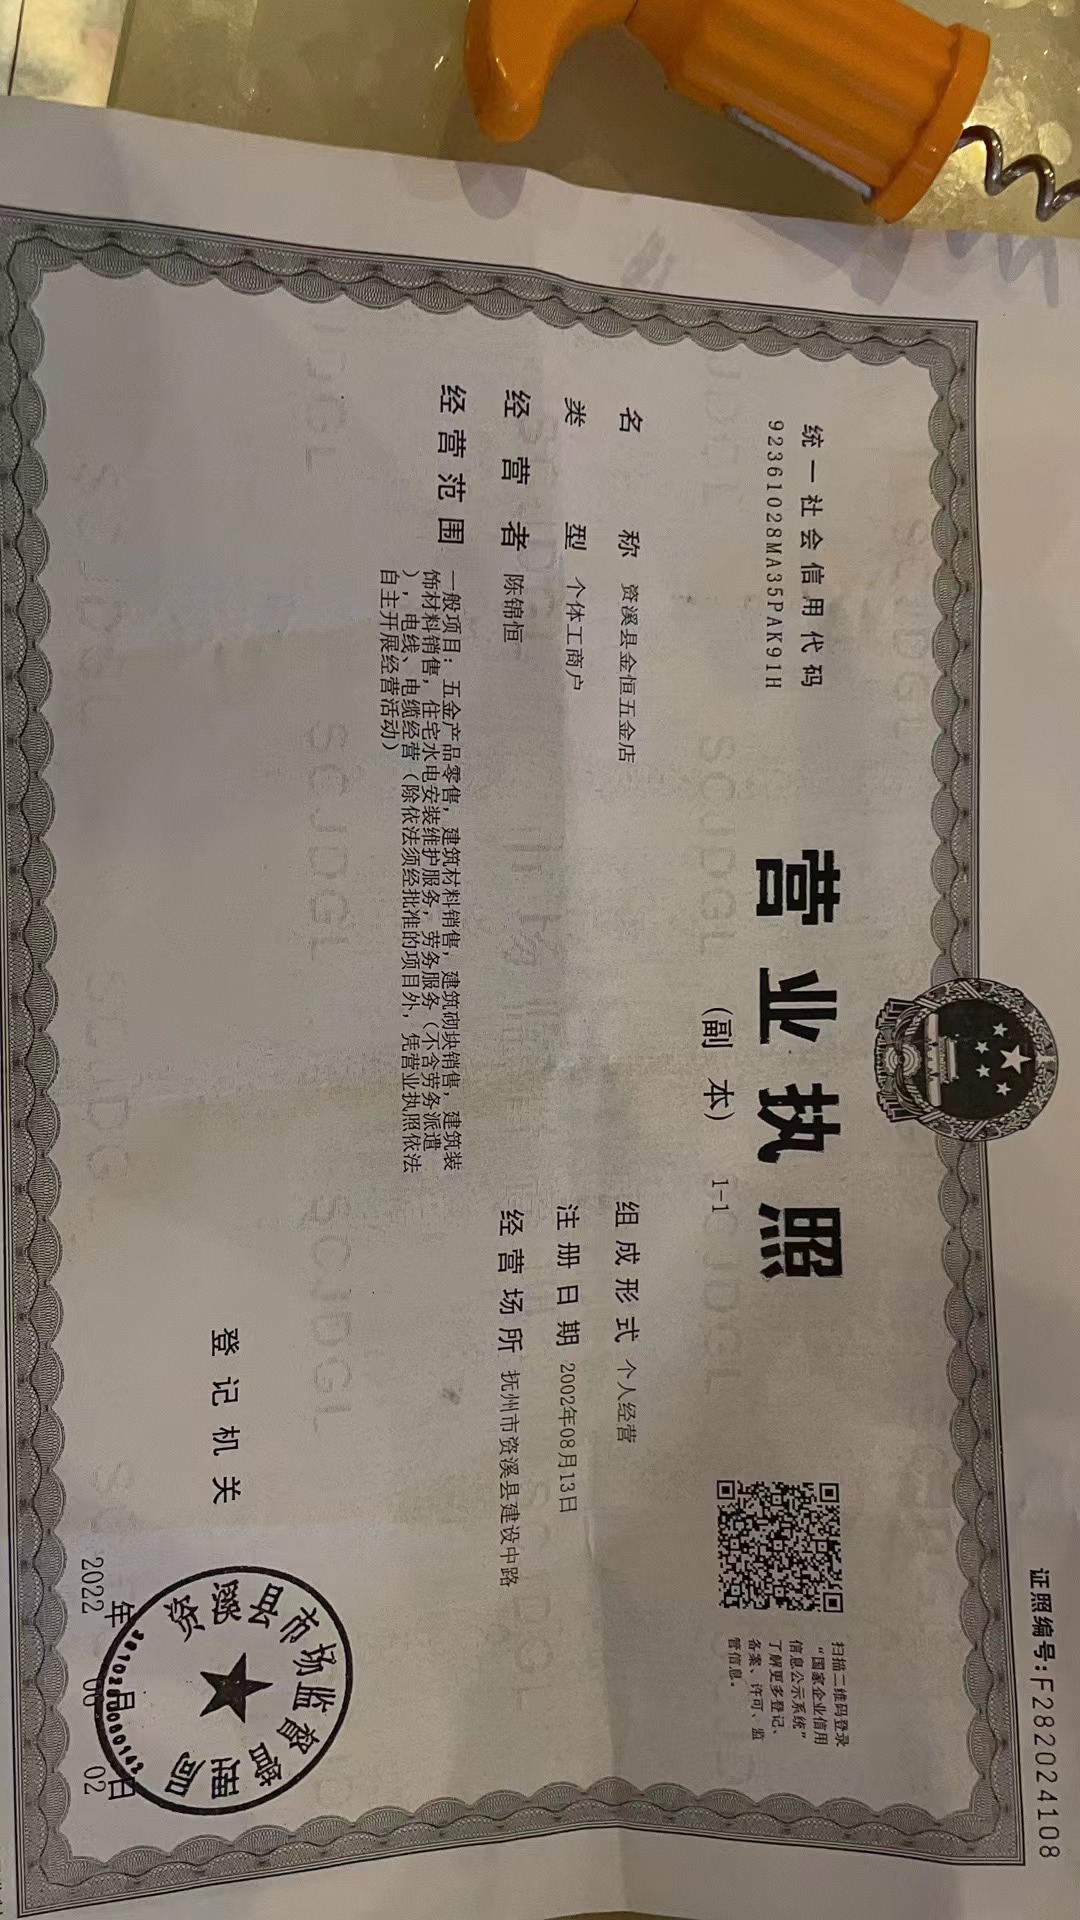 证照编号:F282024108
统一社会信用代码
92361028MA35PAK91H
营业执照
(副 本) 1-1
扫描二维码登录
“国家企业信用
信息公示系统”
了解更多登记、
备案、许可、监
管信息。
名 称 资溪县金恒五金店
类 型 个体工商户
经 营 者 陈锦恒
经 营 范 围 一般项目：五金产品零售，建筑材料销售，建筑砌块销售，建筑装
饰材料销售，住宅水电安装维护服务，劳务服务（不含劳务派遣
），电线、电缆经营（除依法须经批准的项目外，凭营业执照依法
自主开展经营活动）
组 成 形 式 个人经营
注 册 日 期 2002年08月13日
经 营 场 所 抚州市资溪县建设中路
登 记 机 关
资溪县市场监督管理局
2022 年 06 月 02 日
SCJDGL
SCJDGL
SCJDGL
SCJDGL